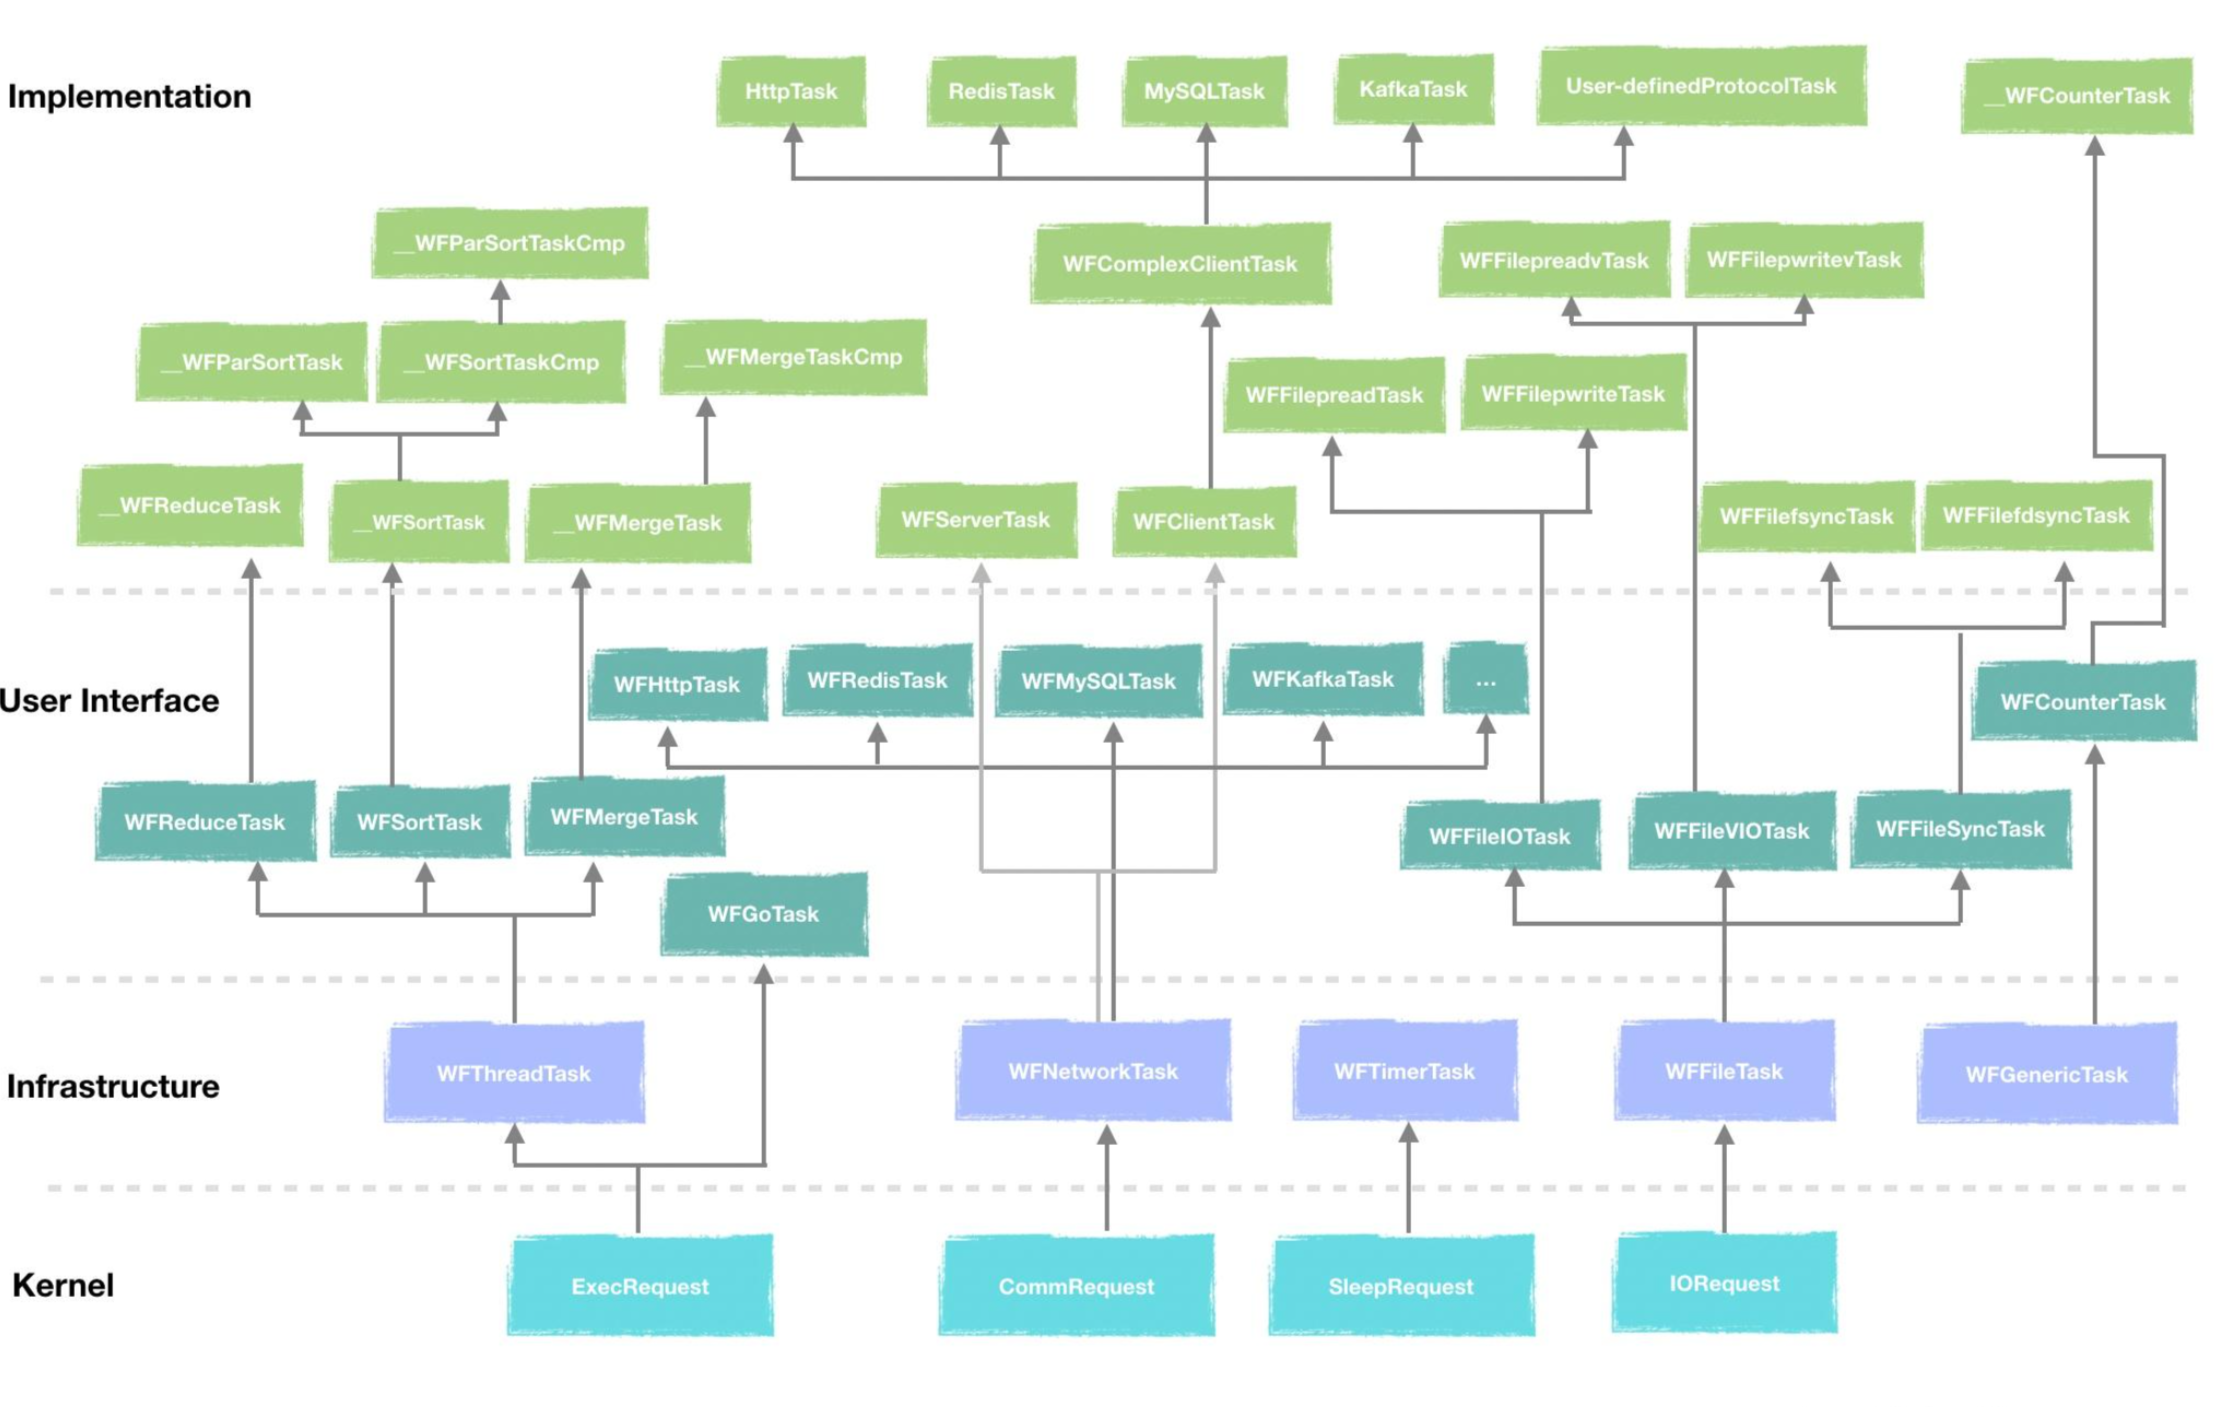 Implementation
HttpTask
RedisTask
MySQLTask
KafkaTask
User-definedProtocolTask
__WFCounterTask
__WFParSortTaskCmp
WFComplexClientTask
WFFilepreadvTask
WFFilepwritevTask
__WFParSortTask
__WFSortTaskCmp
__WFMergeTaskCmp
WFFilepreadTask
WFFilepwriteTask
__WFReduceTask
__WFSortTask
__WFMergeTask
WFServerTask
WFClientTask
WFFilefsyncTask
WFFilefdsyncTask
User Interface
WFHttpTask
WFRedisTask
WFMySQLTask
WFKafkaTask
...
WFCounterTask
WFReduceTask
WFSortTask
WFMergeTask
WFFileIOTask
WFFileVIOTask
WFFileSyncTask
WFGoTask
Infrastructure
WFThreadTask
WFNetworkTask
WFTimerTask
WFFileTask
WFGenericTask
Kernel
ExecRequest
CommRequest
SleepRequest
IORequest